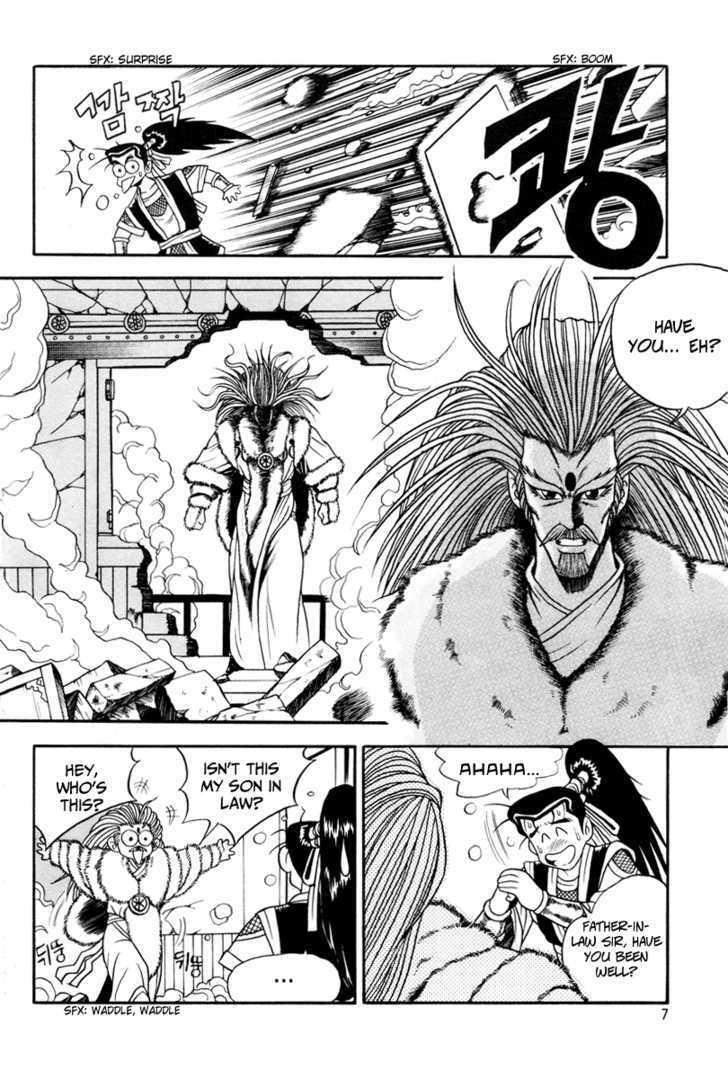 SFX: SURPRISE
SFX: BOOM
깜 짝
쾅
HAVE
YOU... EH?
HEY,
WHO'S
THIS?
ISN'T THIS
MY SON IN
LAW?
뒤뚱
뒤뚱
...
SFX: WADDLE, WADDLE
AHAHA...
FATHER-IN-
LAW SIR, HAVE
YOU BEEN
WELL?
7